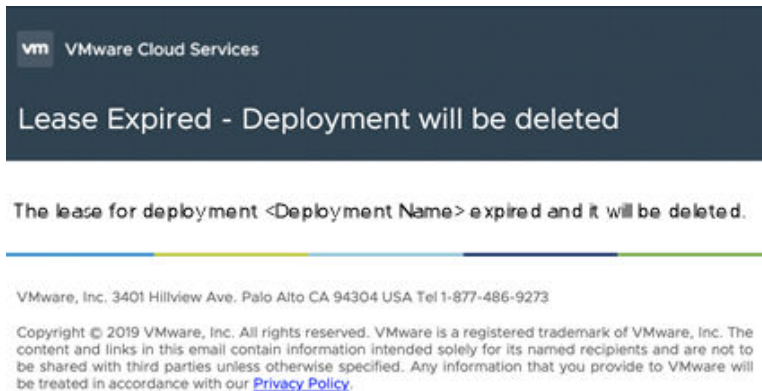 vm VMware Cloud Services
Lease Expired - Deployment will be deleted
The lease for deployment <Deployment Name> expired and it will be deleted.
VMware, Inc. 3401 Hillview Ave. Palo Alto CA 94304 USA Tel 1-877-486-9273
Copyright © 2019 VMware, Inc. All rights reserved. VMware is a registered trademark of VMware, Inc. The
content and links in this email contain information intended solely for its named recipients and are not to
be shared with third parties unless otherwise specified. Any information that you provide to VMware will
be treated in accordance with our Privacy Policy.